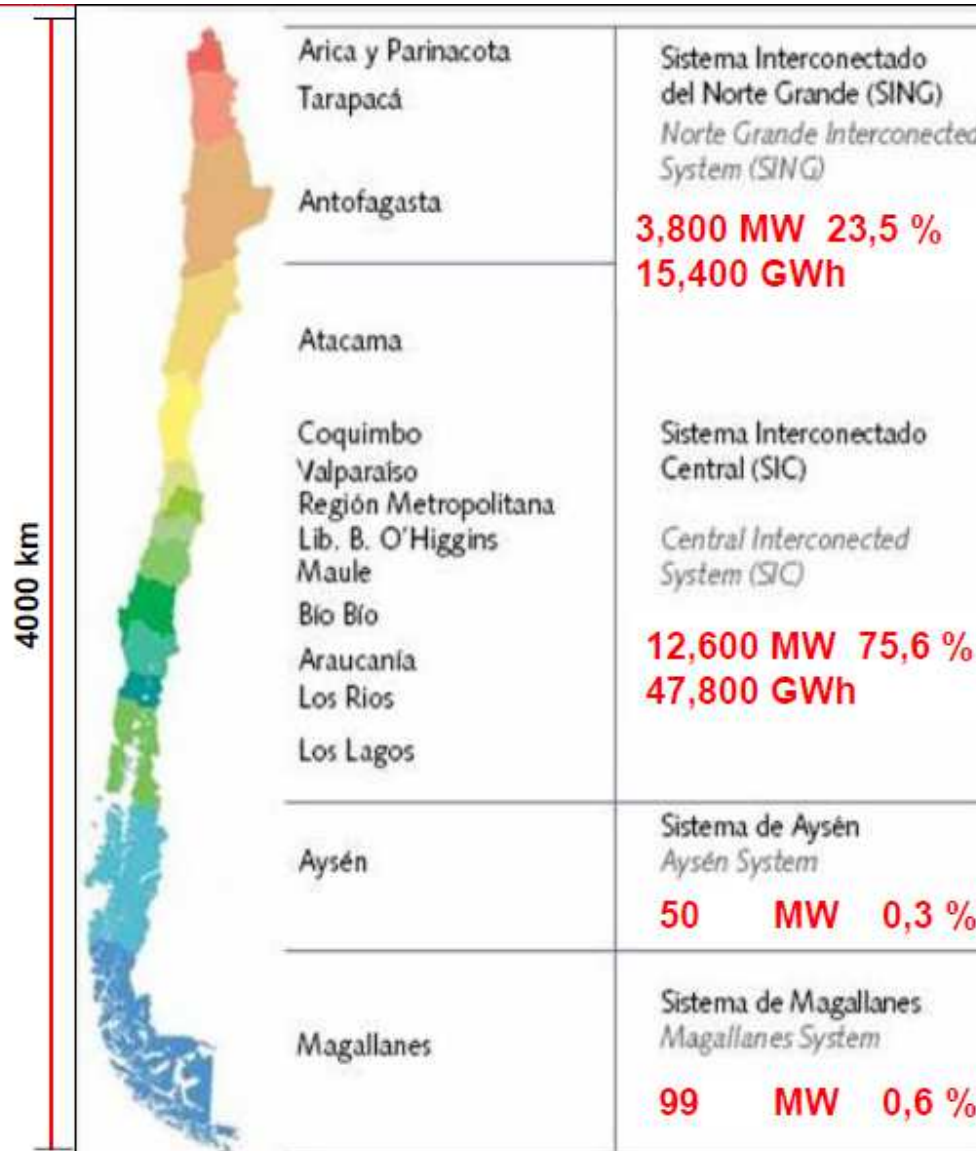 4000 km
Arica y Parinacota
Tarapacá
Antofagasta
Sistema Interconectado
del Norte Grande (SING)
Norte Grande Interconected
System (SING)
3,800 MW 23,5 %
15,400 GWh
Atacama
Coquimbo
Valparaíso
Región Metropolitana
Lib. B. O'Higgins
Maule
Bío Bío
Araucanía
Los Rios
Los Lagos
Sistema Interconectado
Central (SIC)
Central Interconected
System (SIC)
12,600 MW 75,6 %
47,800 GWh
Aysén
Sistema de Aysén
Aysén System
50 MW 0,3 %
Magallanes
Sistema de Magallanes
Magallanes System
99 MW 0,6 %